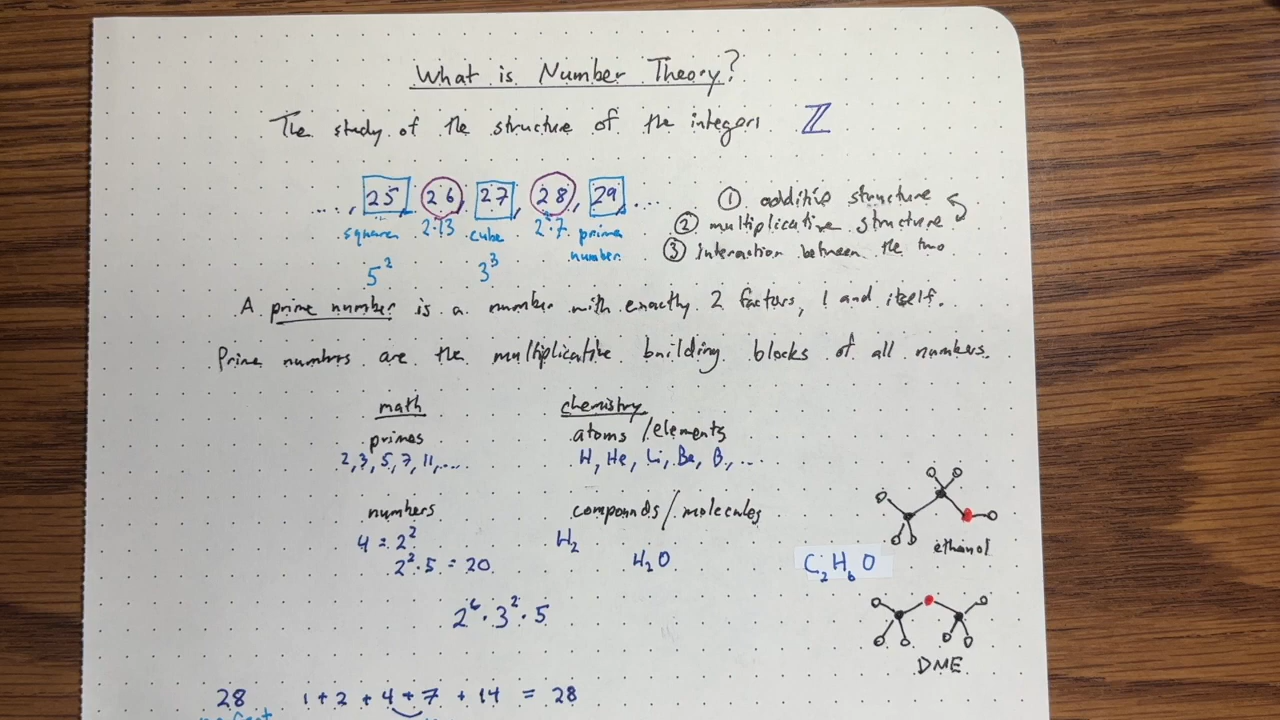 What is Number Theory?
The study of the structure of the integers ℤ
..., 25, 26, 27, 28, 29, ...
square 2·13 cube 2²·7 prime number
5² 3³
① additive structure
② multiplicative structure
③ interaction between the two
A prime number is a number with exactly 2 factors, 1 and itself.
Prime numbers are the multiplicative building blocks of all numbers.
math chemistry
primes atoms/elements
2, 3, 5, 7, 11, ... H, He, Li, Be, B, ...
numbers compounds/molecules
4 = 2² H₂
2²·5 = 20 H₂O C₂H₆O
ethanol
2⁶·3²·5
DME
28 1 + 2 + 4 + 7 + 14 = 28